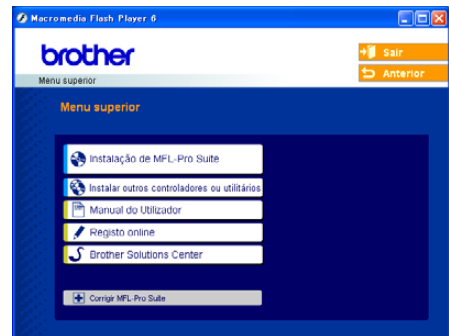 Macromedia Flash Player 6
brother
Sair
Anterior
Menu superior
Menu superior
Instalação de MFL-Pro Suite
Instalar outros controladores ou utilitários
Manual do Utilizador
Registo online
Brother Solutions Center
Corrigir MFL-Pro Suite